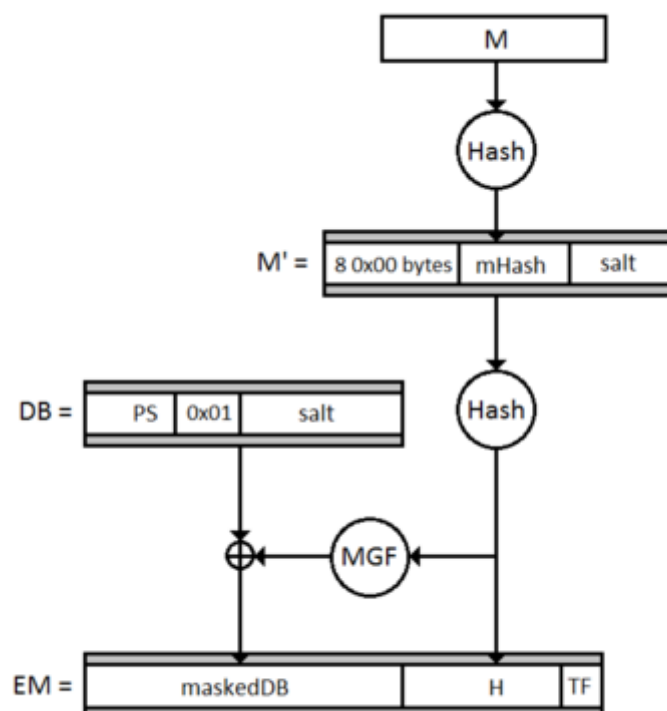 M
Hash
M' = 8 0x00 bytes mHash salt
DB = PS 0x01 salt
Hash
MGF
EM = maskedDB H TF